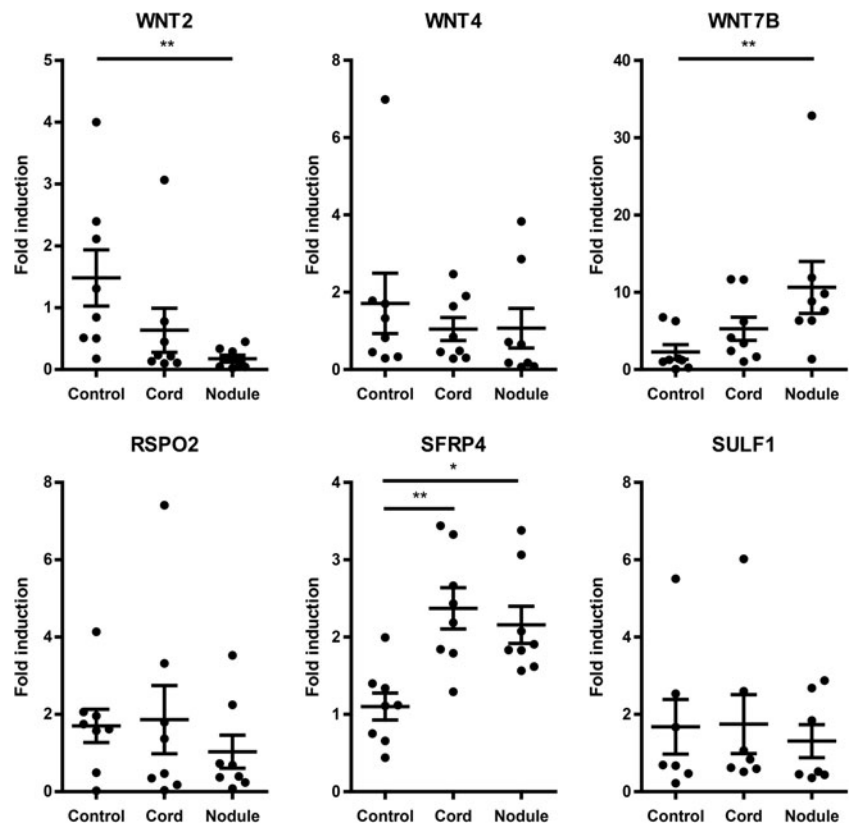 WNT2
WNT4
WNT7B
**
**
5
4
3
2
1
0
Fold induction
Control Cord Nodule
8
6
4
2
0
Fold induction
Control Cord Nodule
40
30
20
10
0
Fold induction
Control Cord Nodule
RSPO2
SFRP4
SULF1
8
6
4
2
0
Fold induction
Control Cord Nodule
*
**
4
3
2
1
0
Fold induction
Control Cord Nodule
8
6
4
2
0
Fold induction
Control Cord Nodule